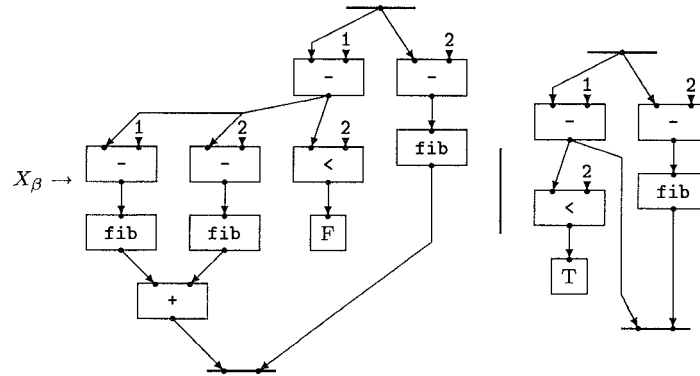 1 2
- -
1 2 2 fib
X_β → - - <
fib fib F
+
1 2
- -
2 fib
<
T